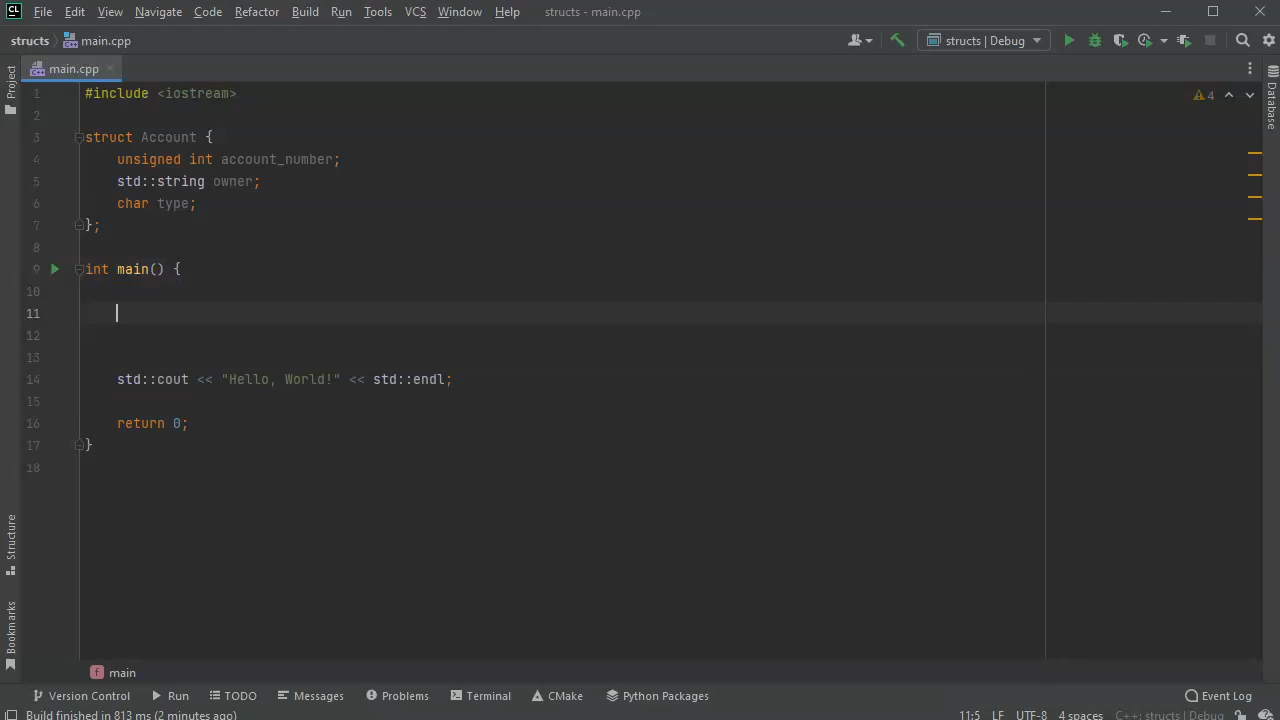 CL File Edit View Navigate Code Refactor Build Run Tools VCS Window Help structs - main.cpp
structs main.cpp structs | Debug
Project main.cpp Database
1 #include <iostream> 4
2
3 struct Account {
4 unsigned int account_number;
5 std::string owner;
6 char type;
7 };
8
9 int main() {
10
11
12
13
14 std::cout << "Hello, World!" << std::endl;
15
16 return 0;
17 }
18
Structure
Bookmarks
f main
Version Control Run TODO Messages Problems Terminal CMake Python Packages Event Log
Build finished in 813 ms (2 minutes ago) 11:5 LF UTF-8 4 spaces C++: structs | Debug